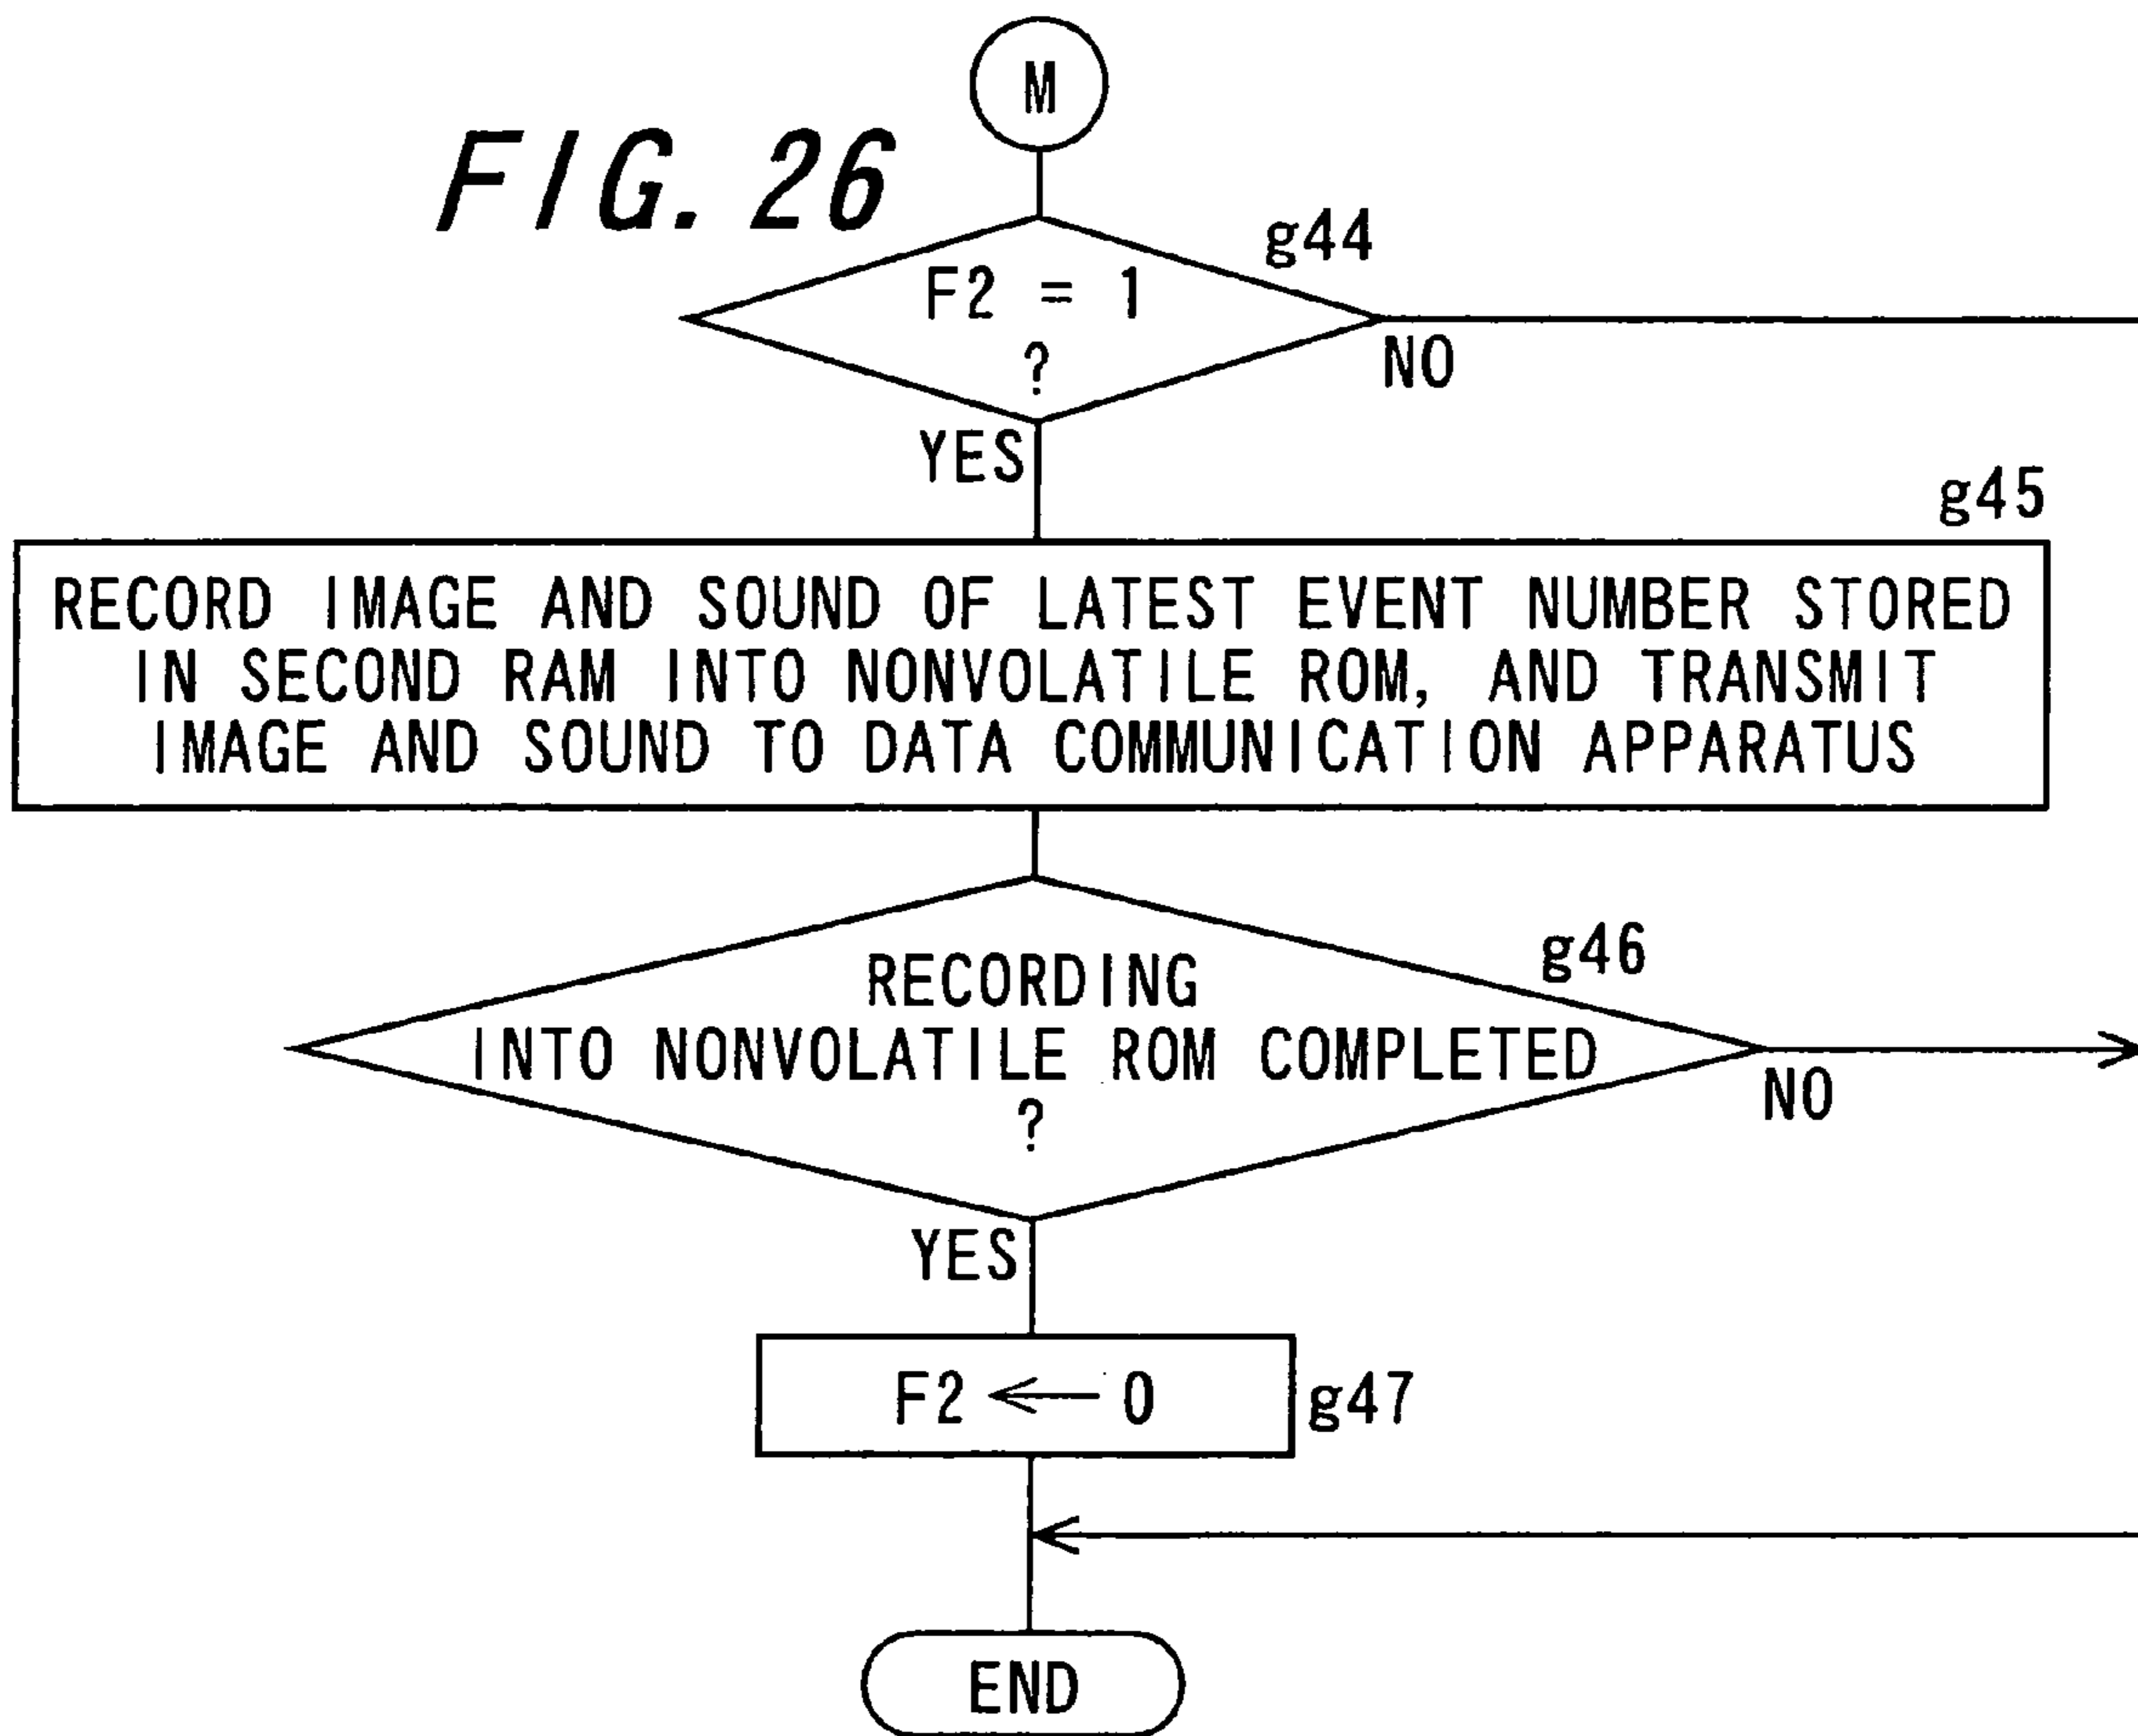 M
FIG. 26
g44
F2 = 1
?
NO
YES
g45
RECORD IMAGE AND SOUND OF LATEST EVENT NUMBER STORED
IN SECOND RAM INTO NONVOLATILE ROM, AND TRANSMIT
IMAGE AND SOUND TO DATA COMMUNICATION APPARATUS
g46
RECORDING
INTO NONVOLATILE ROM COMPLETED
?
NO
YES
F2 ← 0
g47
END